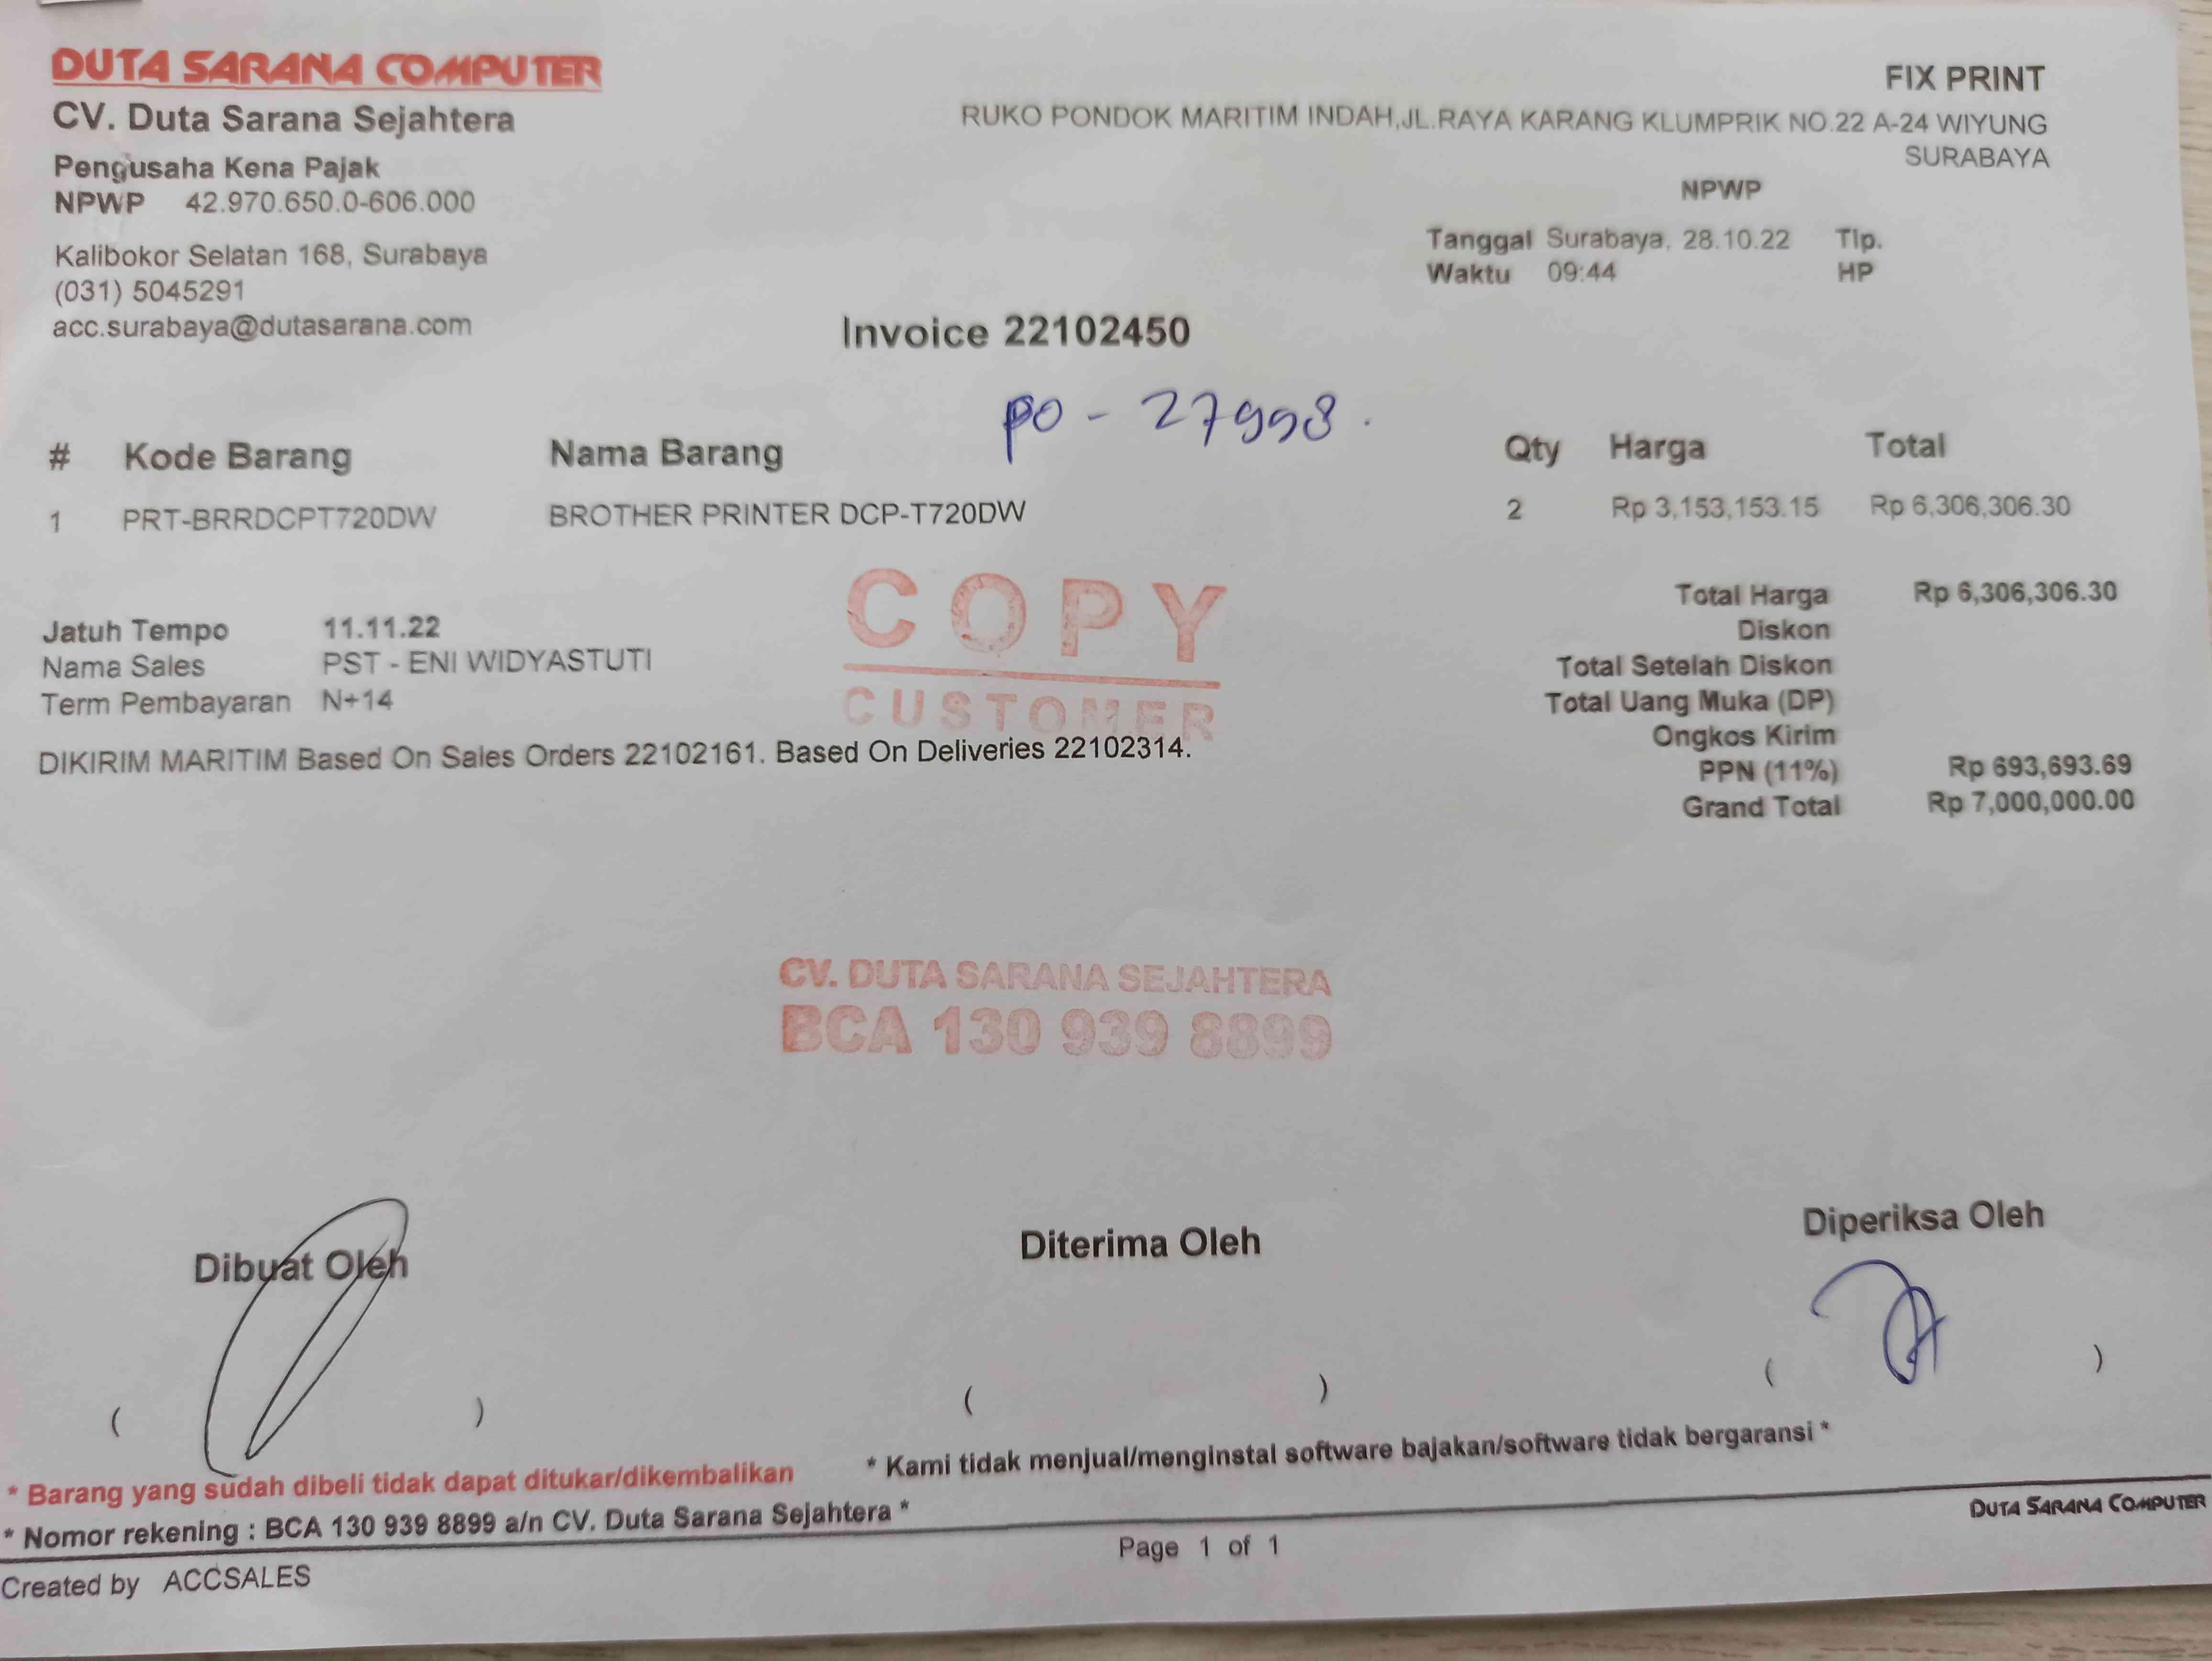 DUTA SARANA COMPUTER
CV. Duta Sarana Sejahtera
Pengusaha Kena Pajak
NPWP 42.970.650.0-606.000
Kalibokor Selatan 168, Surabaya
(031) 5045291
acc.surabaya@dutasarana.com
FIX PRINT
RUKO PONDOK MARITIM INDAH,JL.RAYA KARANG KLUMPRIK NO.22 A-24 WIYUNG
SURABAYA
NPWP
Tanggal Surabaya, 28.10.22 Tlp.
Waktu 09:44 HP
Invoice 22102450
PO - 27998.
# Kode Barang Nama Barang Qty Harga Total
1 PRT-BRRDCPT720DW BROTHER PRINTER DCP-T720DW 2 Rp 3,153,153.15 Rp 6,306,306.30
Jatuh Tempo 11.11.22
Nama Sales PST - ENI WIDYASTUTI
Term Pembayaran N+14
COPY
CUSTOMER
DIKIRIM MARITIM Based On Sales Orders 22102161. Based On Deliveries 22102314.
Total Harga Rp 6,306,306.30
Diskon
Total Setelah Diskon
Total Uang Muka (DP)
Ongkos Kirim
PPN (11%) Rp 693,693.69
Grand Total Rp 7,000,000.00
CV. DUTA SARANA SEJAHTERA
BCA 130 939 8899
Dibuat Oleh Diterima Oleh Diperiksa Oleh
( ) ( ) ( )
* Barang yang sudah dibeli tidak dapat ditukar/dikembalikan * Kami tidak menjual/menginstal software bajakan/software tidak bergaransi *
* Nomor rekening : BCA 130 939 8899 a/n CV. Duta Sarana Sejahtera *
DUTA SARANA COMPUTER
Page 1 of 1
Created by ACCSALES